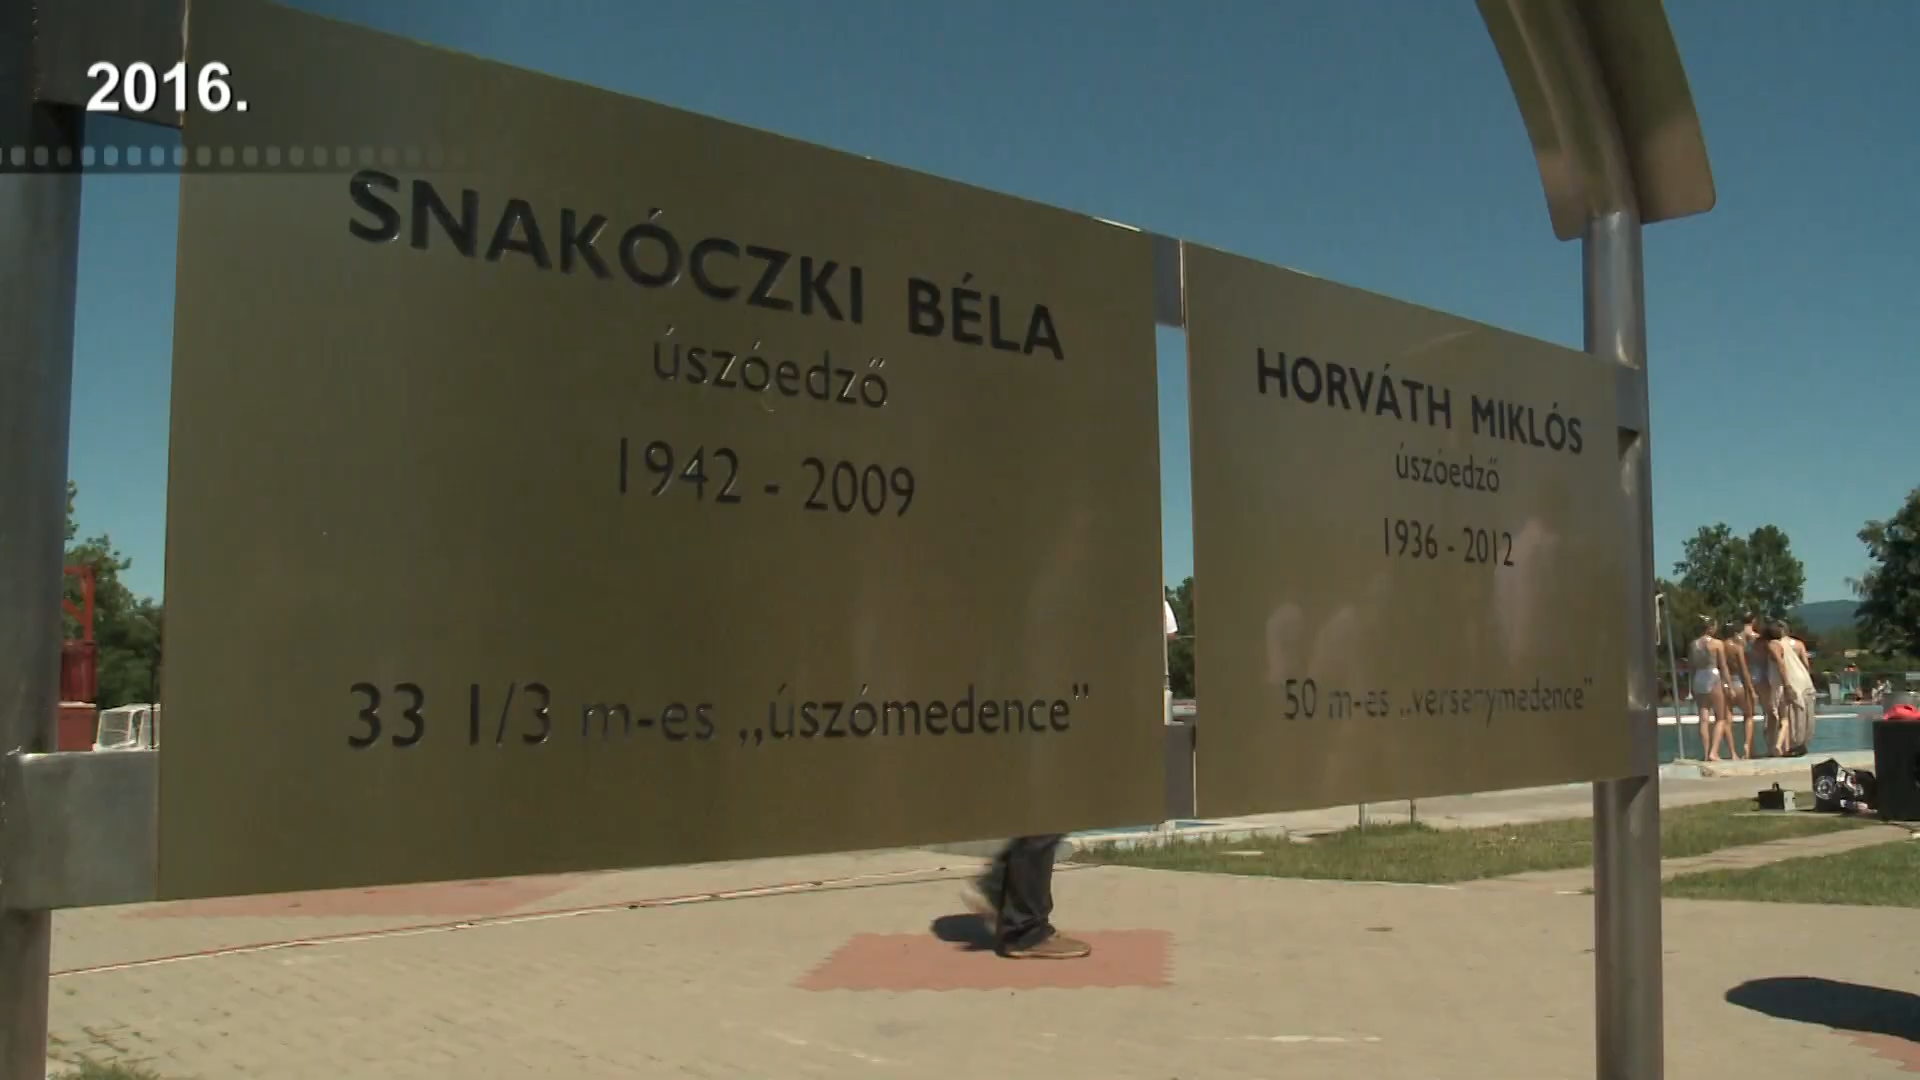 2016.
SNAKÓCZKI BÉLA
úszóedző
1942 - 2009
33 1/3 m-es „úszómedence"
HORVÁTH MIKLÓS
úszóedző
1936 - 2012
50 m-es „versenymedence"